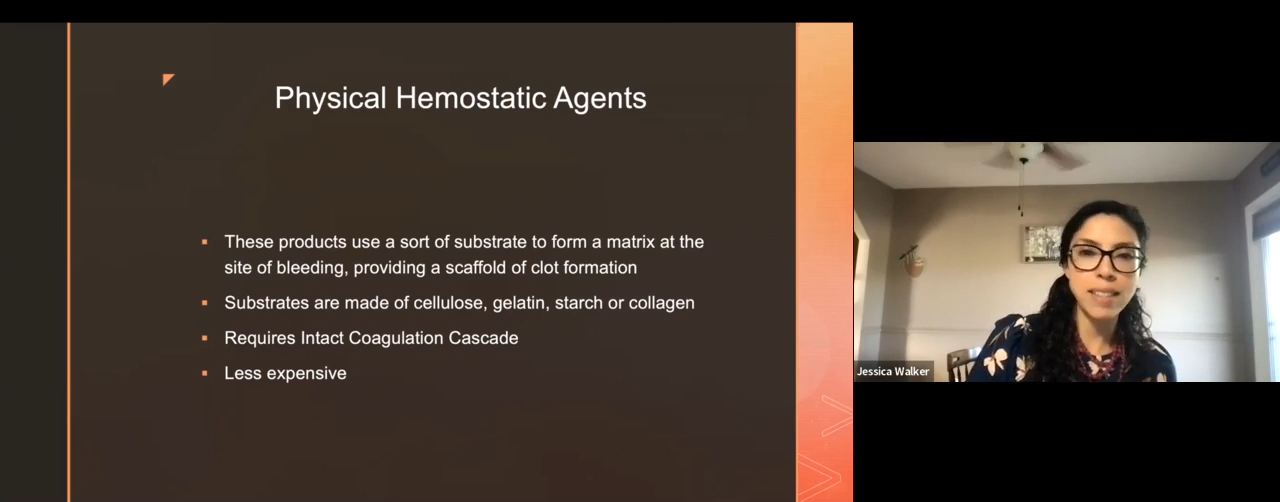 Physical Hemostatic Agents
▪ These products use a sort of substrate to form a matrix at the
site of bleeding, providing a scaffold of clot formation
▪ Substrates are made of cellulose, gelatin, starch or collagen
▪ Requires Intact Coagulation Cascade
▪ Less expensive
Jessica Walker